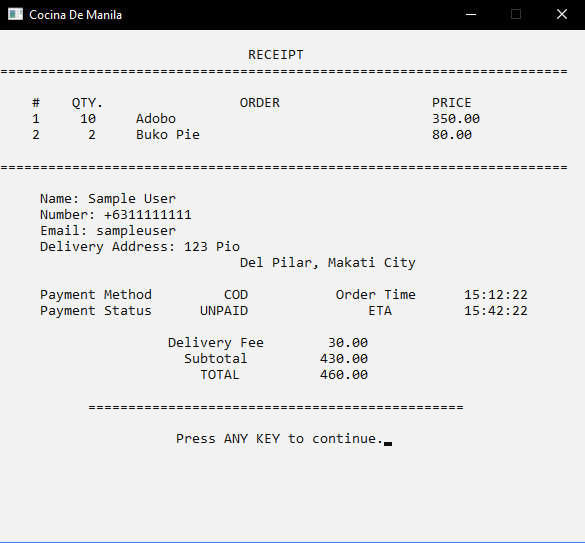 Cocina De Manila
RECEIPT
=======================================================================
# QTY. ORDER PRICE
1 10 Adobo 350.00
2 2 Buko Pie 80.00
=======================================================================
Name: Sample User
Number: +6311111111
Email: sampleuser
Delivery Address: 123 Pio
Del Pilar, Makati City
Payment Method COD Order Time 15:12:22
Payment Status UNPAID ETA 15:42:22
Delivery Fee 30.00
Subtotal 430.00
TOTAL 460.00
===============================================
Press ANY KEY to continue.